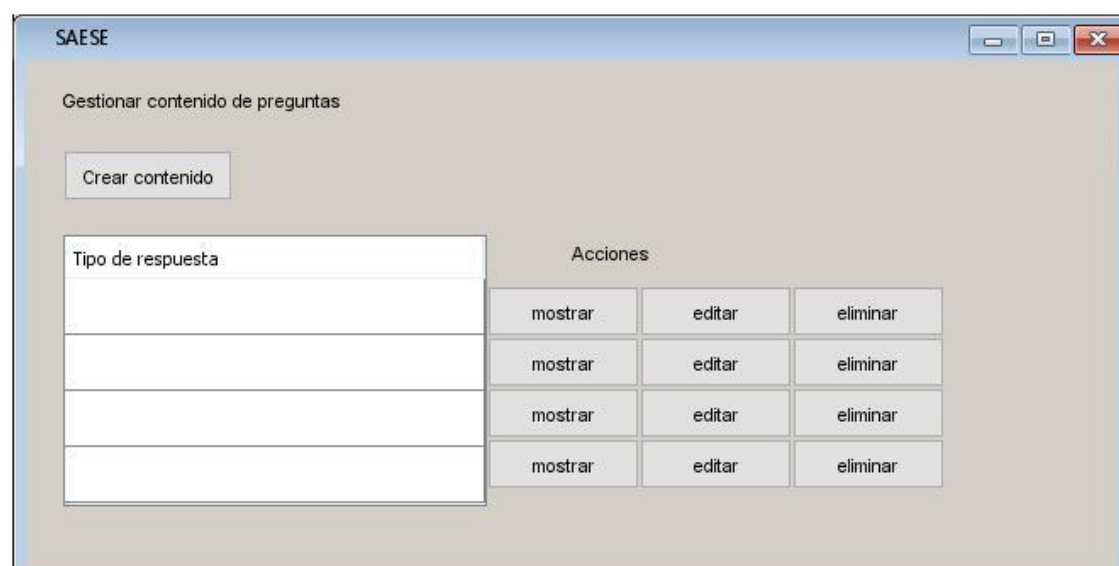 SAESE
Gestionar contenido de preguntas
Crear contenido
Tipo de respuesta Acciones
mostrar editar eliminar
mostrar editar eliminar
mostrar editar eliminar
mostrar editar eliminar